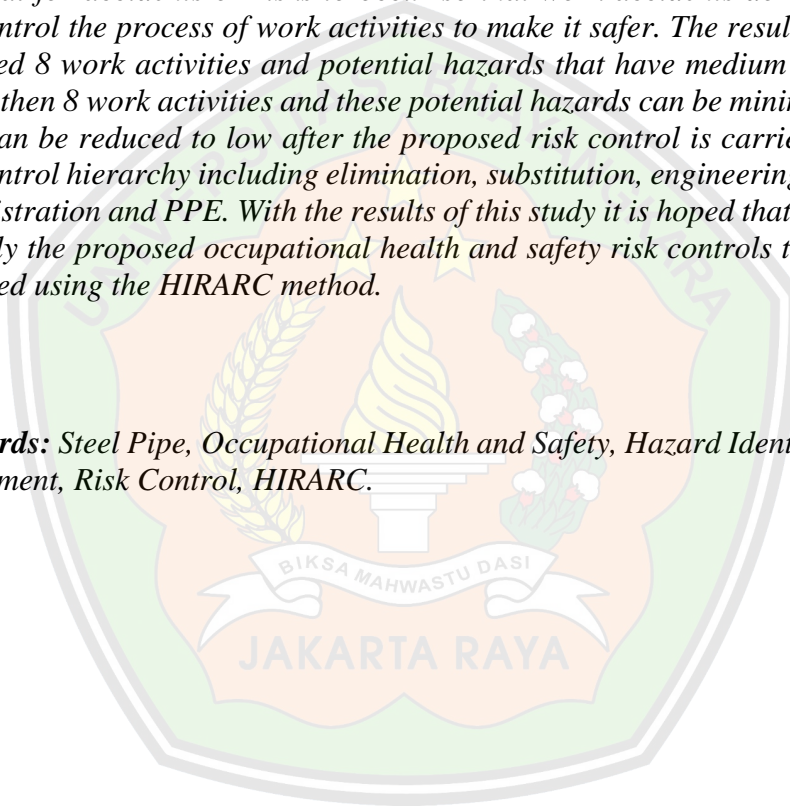 ntrol the process of work activities to make it safer. The result
ed 8 work activities and potential hazards that have medium
then 8 work activities and these potential hazards can be mini
an be reduced to low after the proposed risk control is carrie
ntrol hierarchy including elimination, substitution, engineering
istration and PPE. With the results of this study it is hoped that
ly the proposed occupational health and safety risk controls t
ed using the HIRARC method.
rds: Steel Pipe, Occupational Health and Safety, Hazard Ident
ment, Risk Control, HIRARC.
UNIVERSITAS BHAYANGKARA
BIKSA MAHWASTU DASI
JAKARTA RAYA